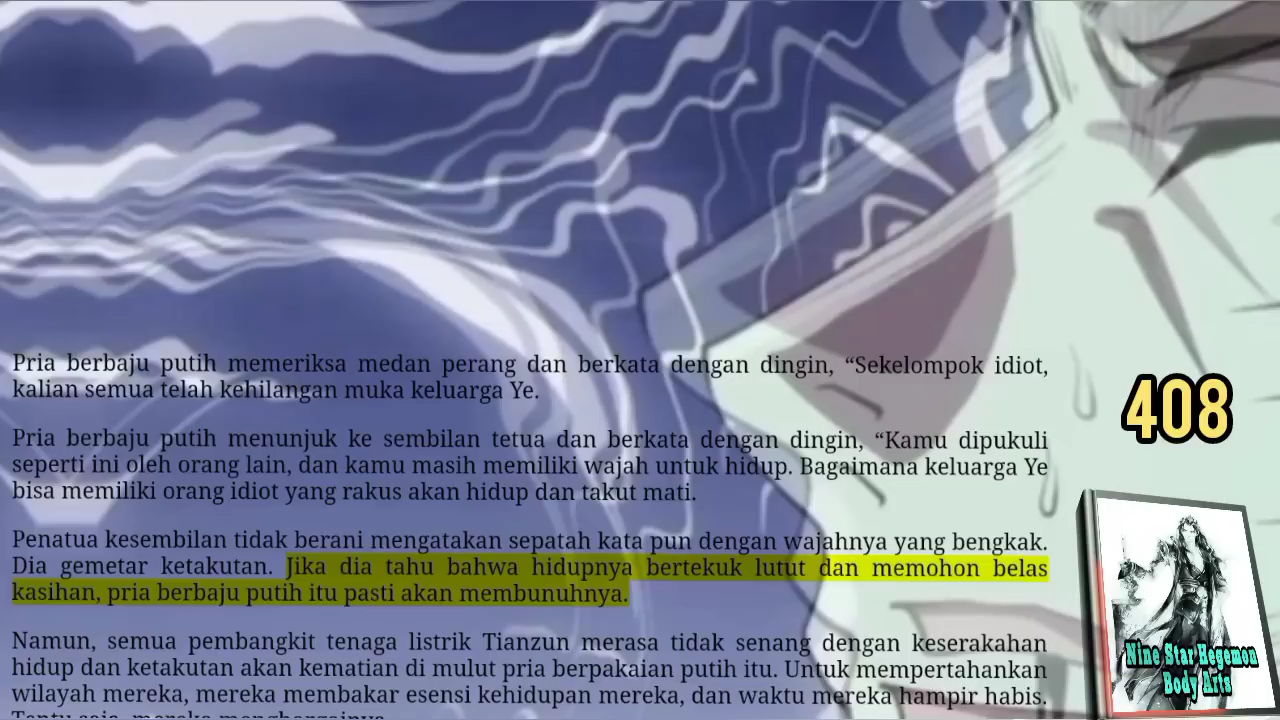 Pria berbaju putih memeriksa medan perang dan berkata dengan dingin, “Sekelompok idiot,
kalian semua telah kehilangan muka keluarga Ye.
Pria berbaju putih menunjuk ke sembilan tetua dan berkata dengan dingin, “Kamu dipukuli
seperti ini oleh orang lain, dan kamu masih memiliki wajah untuk hidup. Bagaimana keluarga Ye
bisa memiliki orang idiot yang rakus akan hidup dan takut mati.
Penatua kesembilan tidak berani mengatakan sepatah kata pun dengan wajahnya yang bengkak.
Dia gemetar ketakutan. Jika dia tahu bahwa hidupnya bertekuk lutut dan memohon belas
kasihan, pria berbaju putih itu pasti akan membunuhnya.
Namun, semua pembangkit tenaga listrik Tianzun merasa tidak senang dengan keserakahan
hidup dan ketakutan akan kematian di mulut pria berpakaian putih itu. Untuk mempertahankan
wilayah mereka, mereka membakar esensi kehidupan mereka, dan waktu mereka hampir habis.
Tentu saja, mereka menghargainya.
408
Nine Star Hegemon
Body Arts